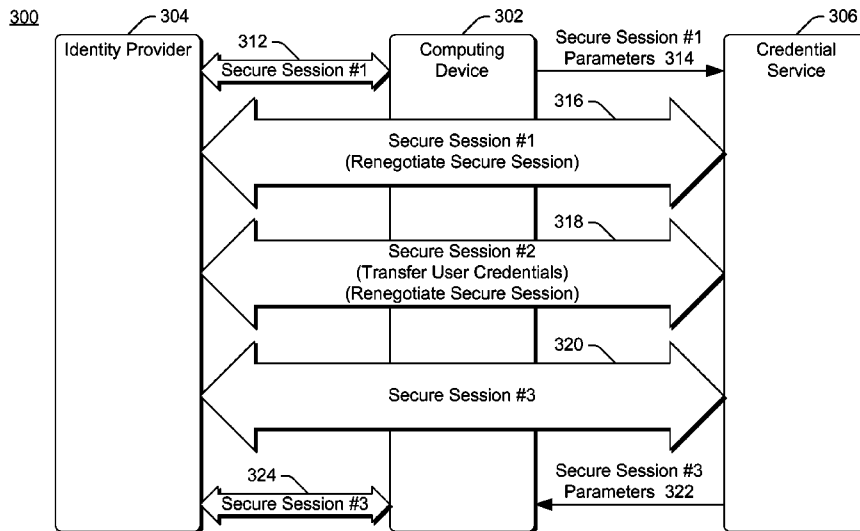 300
304
302
306
Identity Provider
312
Computing
Device
Secure Session #1
Parameters 314
Credential
Service
Secure Session #1
316
Secure Session #1
(Renegotiate Secure Session)
318
Secure Session #2
(Transfer User Credentials)
(Renegotiate Secure Session)
320
Secure Session #3
324
Secure Session #3
Secure Session #3
Parameters 322